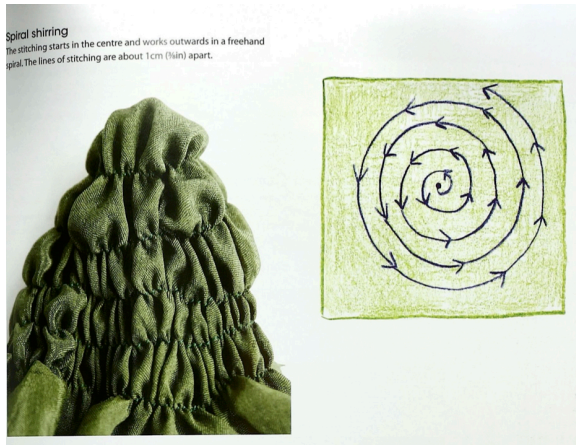 Spiral shirring
The stitching starts in the centre and works outwards in a freehand
spiral. The lines of stitching are about 1cm (⅜in) apart.